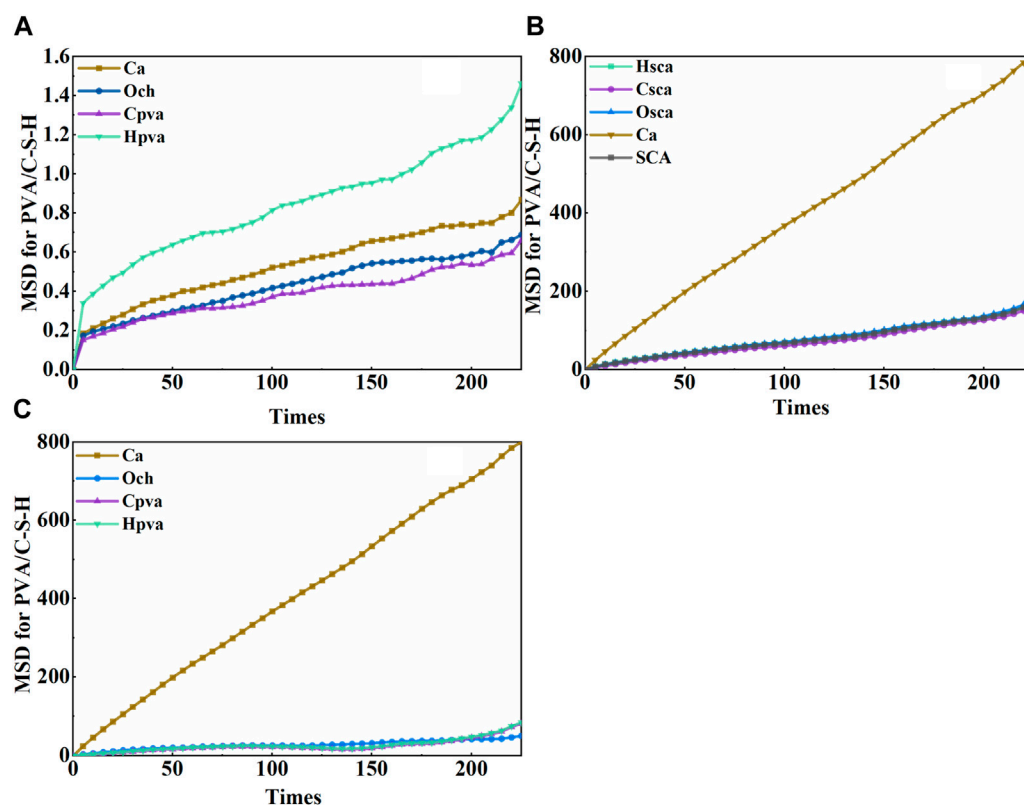 A
MSD for PVA/C-S-H
1.6
1.4
1.2
1.0
0.8
0.6
0.4
0.2
0.0
Ca
Och
Cpva
Hpva
0
50
100
150
200
Times
B
MSD for PVA/C-S-H
800
600
400
200
0
Hsca
Csca
Osca
Ca
SCA
0
50
100
150
200
Times
C
MSD for PVA/C-S-H
800
600
400
200
0
Ca
Och
Cpva
Hpva
0
50
100
150
200
Times